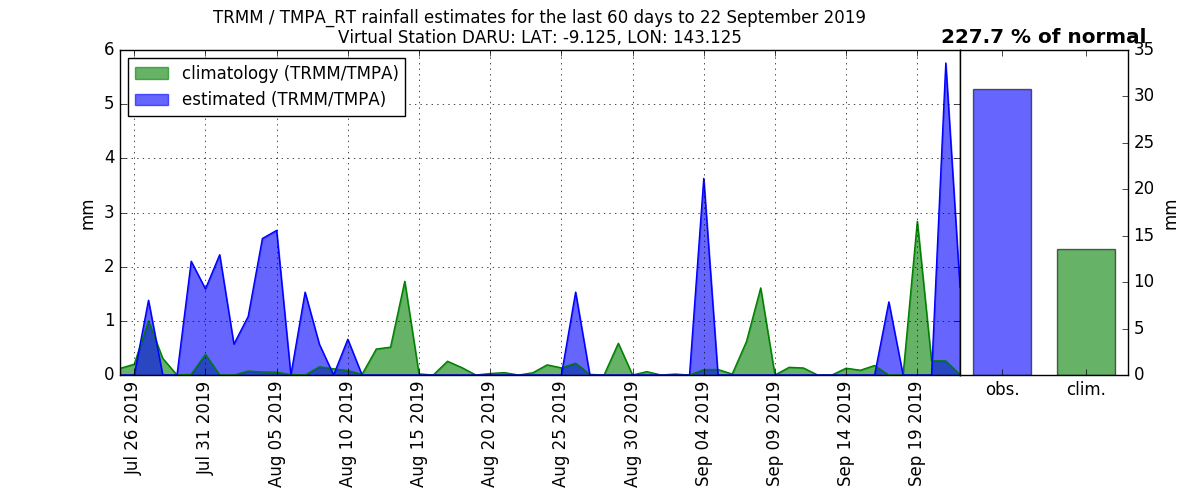 TRMM / TMPA_RT rainfall estimates for the last 60 days to 22 September 2019
Virtual Station DARU: LAT: -9.125, LON: 143.125
227.7 % of normal
climatology (TRMM/TMPA)
estimated (TRMM/TMPA)
6
5
4
3
2
1
0
mm
Jul 26 2019
Jul 31 2019
Aug 05 2019
Aug 10 2019
Aug 15 2019
Aug 20 2019
Aug 25 2019
Aug 30 2019
Sep 04 2019
Sep 09 2019
Sep 14 2019
Sep 19 2019
35
30
25
20
15
10
5
0
mm
obs.
clim.